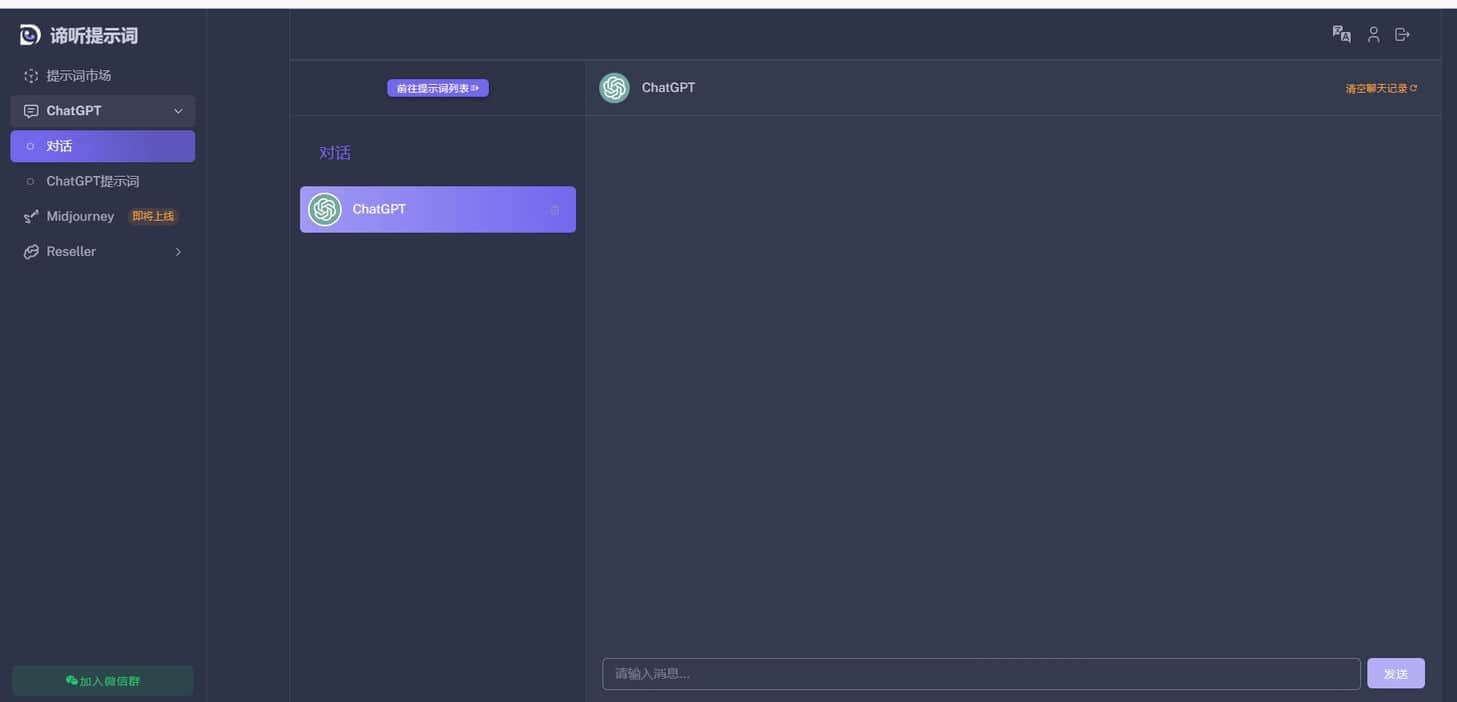 谛听提示词
提示词市场
ChatGPT
对话
ChatGPT提示词
Midjourney 即将上线
Reseller
加入微信群
前往提示词列表
对话
ChatGPT
ChatGPT
清空聊天记录
请输入消息...
发送